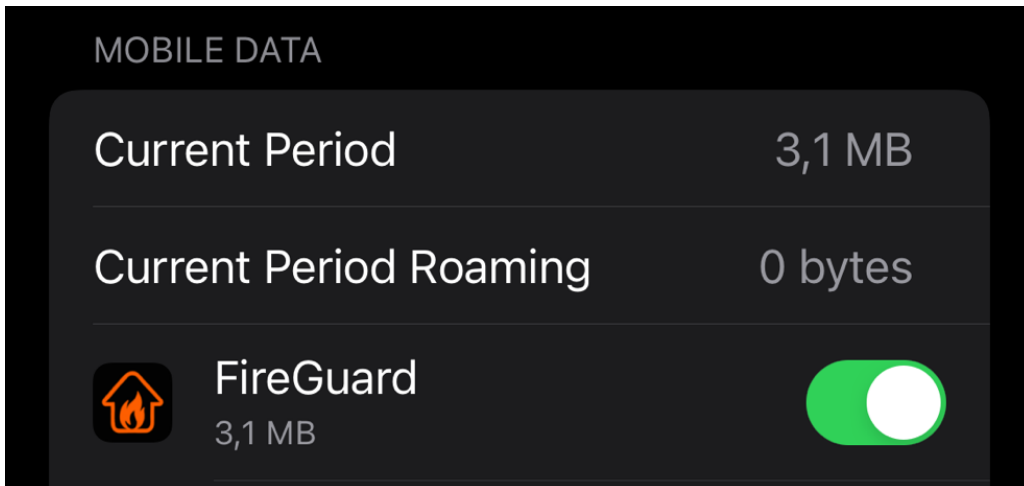 MOBILE DATA
Current Period 3,1 MB
Current Period Roaming 0 bytes
FireGuard
3,1 MB